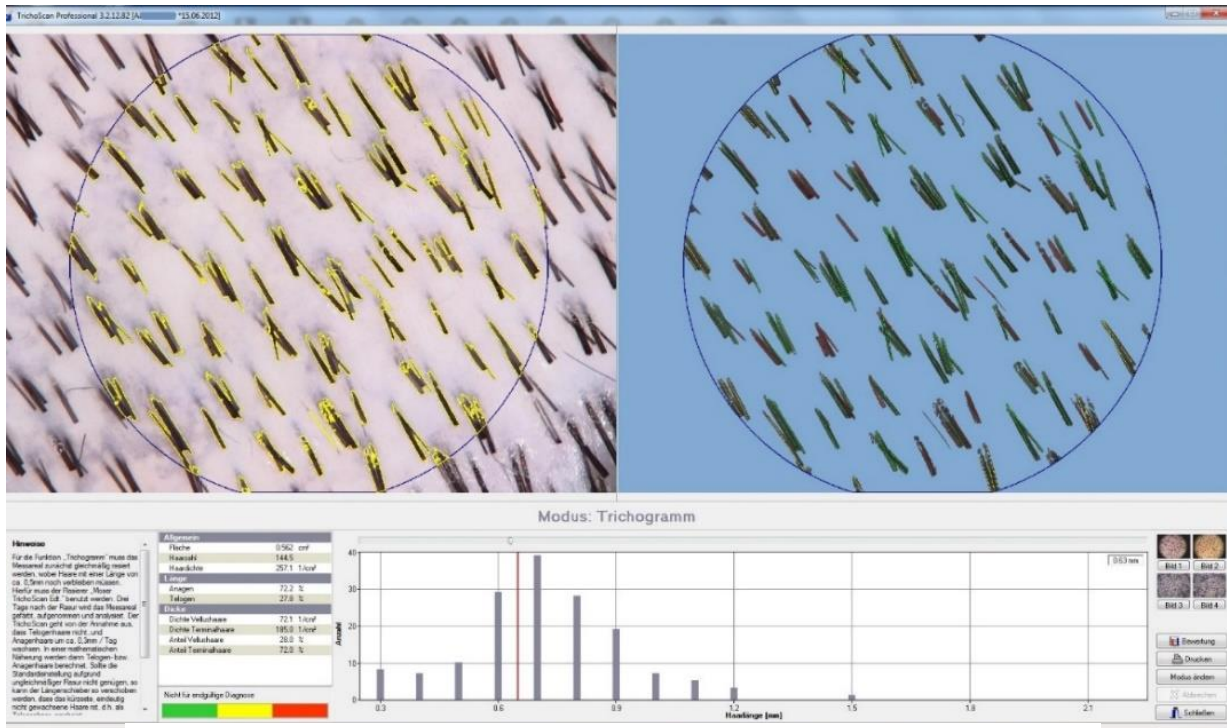 TrichoScan Professional 3.2.12.82 [A *15.06.2012]
Modus: Trichogramm
Hinweise
Für die Funktion „Trichogramm" muss das
Messareal zunächst gleichmäßig rasiert
werden, wobei Haare mit einer Länge von
ca. 0,5mm noch verbleiben müssen.
Hierfür muss der Rasierer „Moser
TrichoScan Edt." benutzt werden. Drei
Tage nach der Rasur wird das Messareal
gefärbt, aufgenommen und analysiert. Der
TrichoScan geht von der Annahme aus,
dass Telogenhaare nicht, und
Anagenhaare um ca. 0,3mm / Tag
wachsen. In einer mathematischen
Näherung werden dann Telogen- bzw.
Anagenhaare berechnet. Sollte die
Standardeinstellung aufgrund
ungleichmäßiger Rasur nicht genügen, so
kann der Längenschieber so verschoben
werden, dass das kürzeste, eindeutig
nicht gewachsene Haare ist, d.h. als
Allgemein
Fläche 0.562 cm²
Haarzahl 144.5
Haardichte 257.1 1/cm²
Länge
Anagen 72.2 %
Telogen 27.8 %
Dicke
Dichte Vellushaare 72.1 1/cm²
Dichte Terminalhaare 185.0 1/cm²
Anteil Vellushaare 28.0 %
Anteil Terminalhaare 72.0 %
Nicht für endgültige Diagnose
Anzahl
40
30
20
10
0
0.3 0.6 0.9 1.2 1.5 1.8 2.1
Haarlänge [mm]
0.63 mm
Bild 1 Bild 2
Bild 3 Bild 4
Bewertung
Drucken
Modus ändern
Abbrechen
Schließen